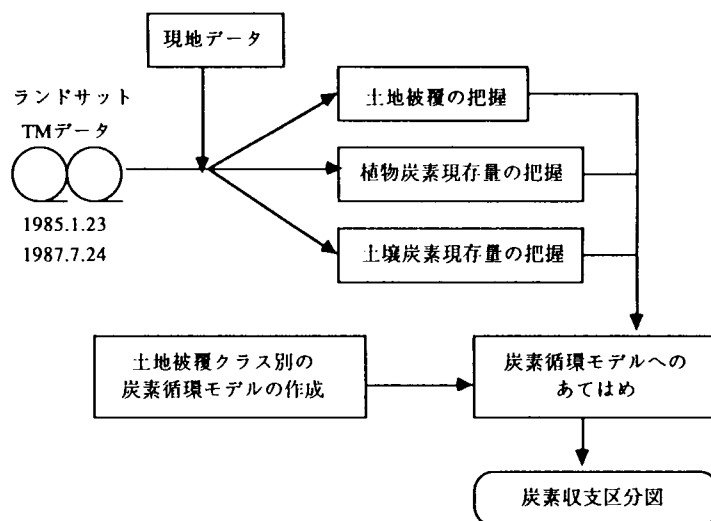 現地データ
ランドサット
TMデータ
1985.1.23
1987.7.24
土地被覆の把握
植物炭素現存量の把握
土壌炭素現存量の把握
土地被覆クラス別の
炭素循環モデルの作成
炭素循環モデルへの
あてはめ
炭素収支区分図